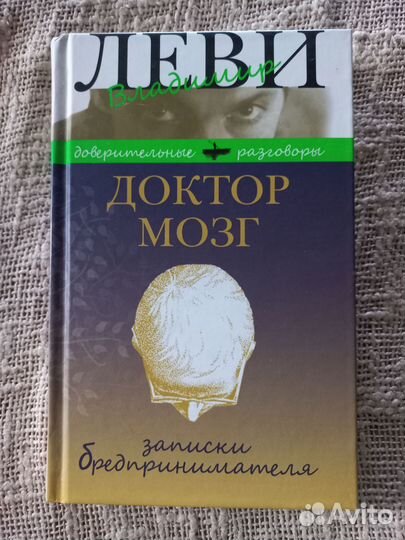 ЛЕВИ
Владимир
доверительные разговоры
ДОКТОР
МОЗГ
записки
бредпринимателя
Avito